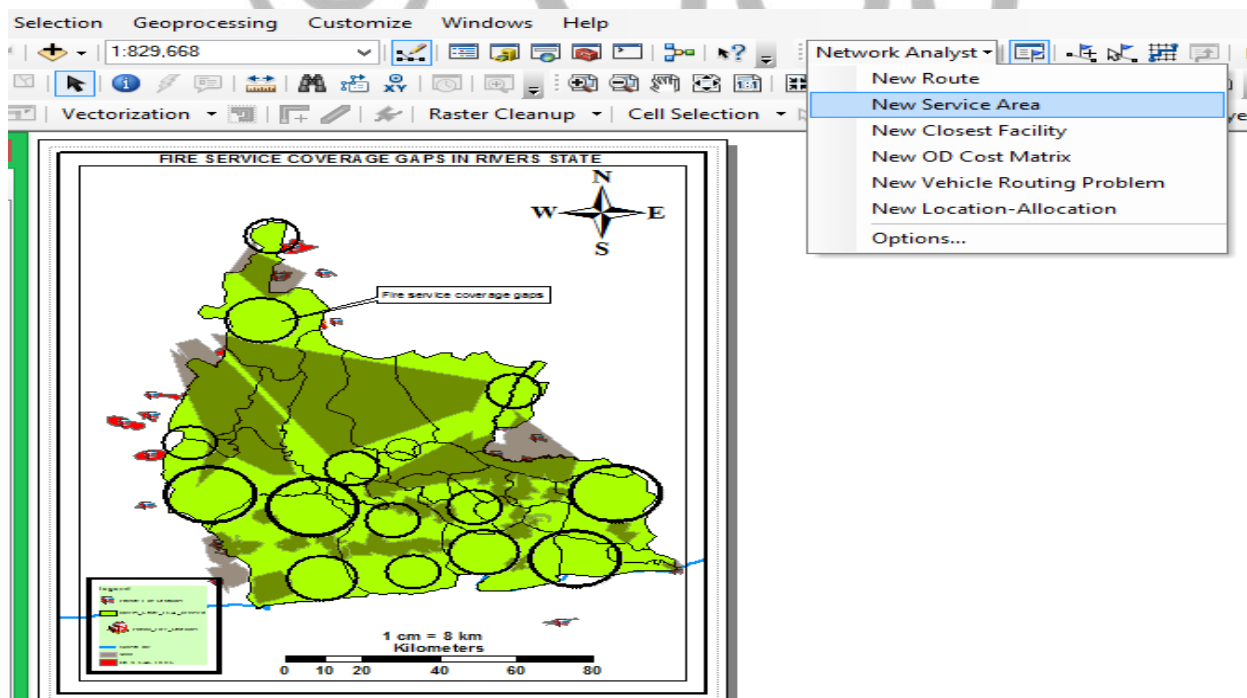 Selection Geoprocessing Customize Windows Help
1:829,668 Network Analyst
New Route
Vectorization Raster Cleanup Cell Selection New Service Area
New Closest Facility
New OD Cost Matrix
New Vehicle Routing Problem
New Location-Allocation
Options...
FIRE SERVICE COVERAGE GAPS IN RIVERS STATE
N
W E
S
Fire service coverage gaps
1 cm = 8 km
Kilometers
0 10 20 40 60 80